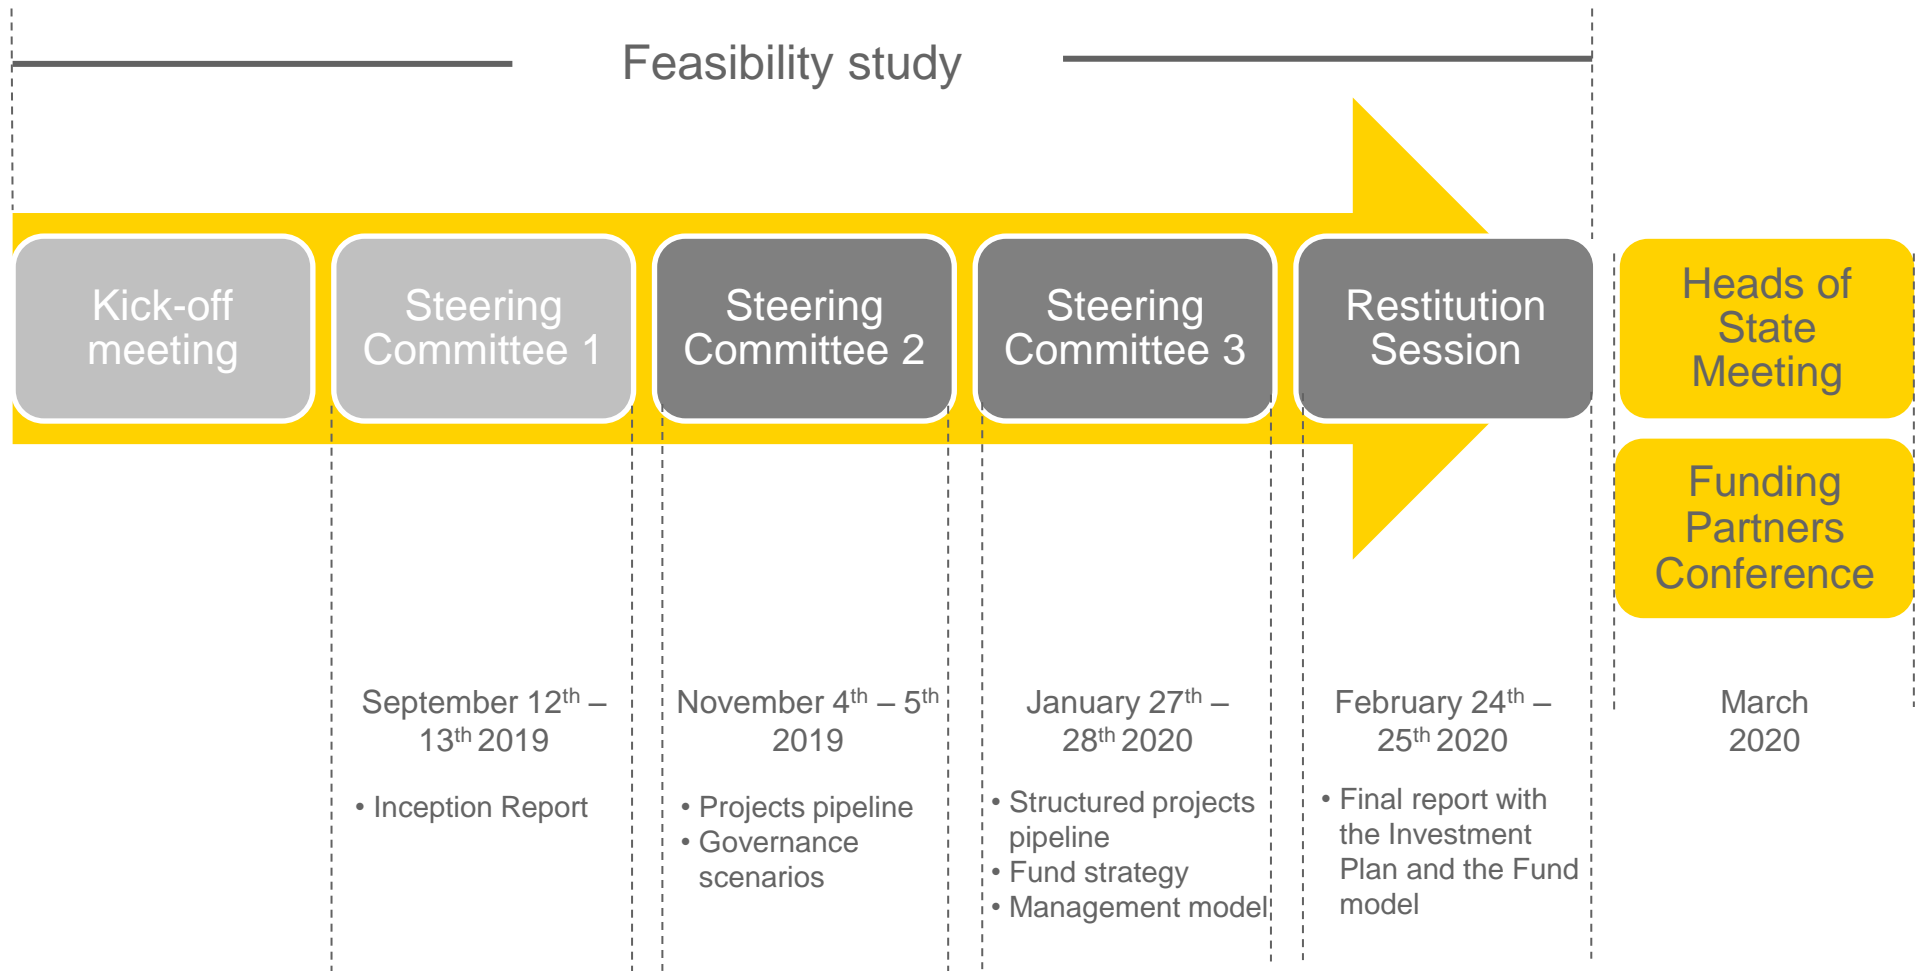 Feasibility study
Kick-off
meeting
Steering
Committee 1
Steering
Committee 2
Steering
Committee 3
Restitution
Session
Heads of
State
Meeting
Funding
Partners
Conference
September 12th –
13th 2019
• Inception Report
November 4th – 5th
2019
• Projects pipeline
• Governance
scenarios
January 27th –
28th 2020
• Structured projects
pipeline
• Fund strategy
• Management model
February 24th –
25th 2020
• Final report with
the Investment
Plan and the Fund
model
March
2020